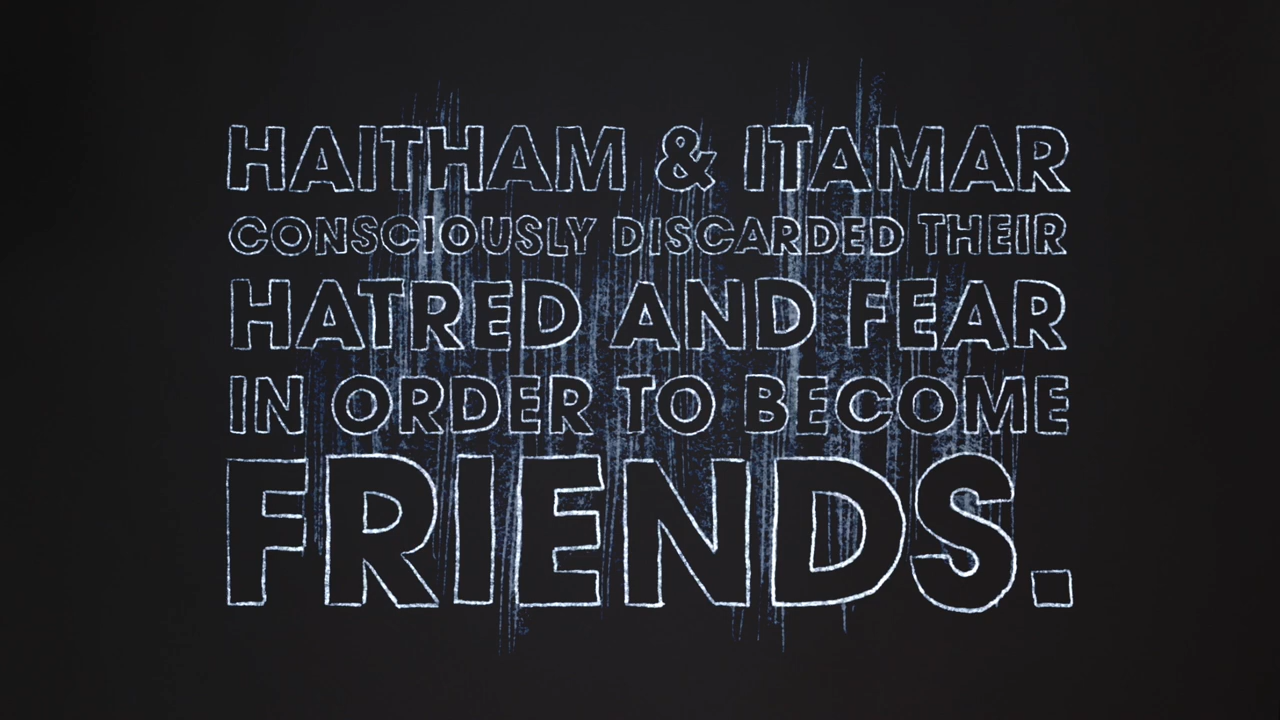 HAITHAM & ITAMAR
CONSCIOUSLY DISCARDED THEIR
HATRED AND FEAR
IN ORDER TO BECOME
FRIENDS.